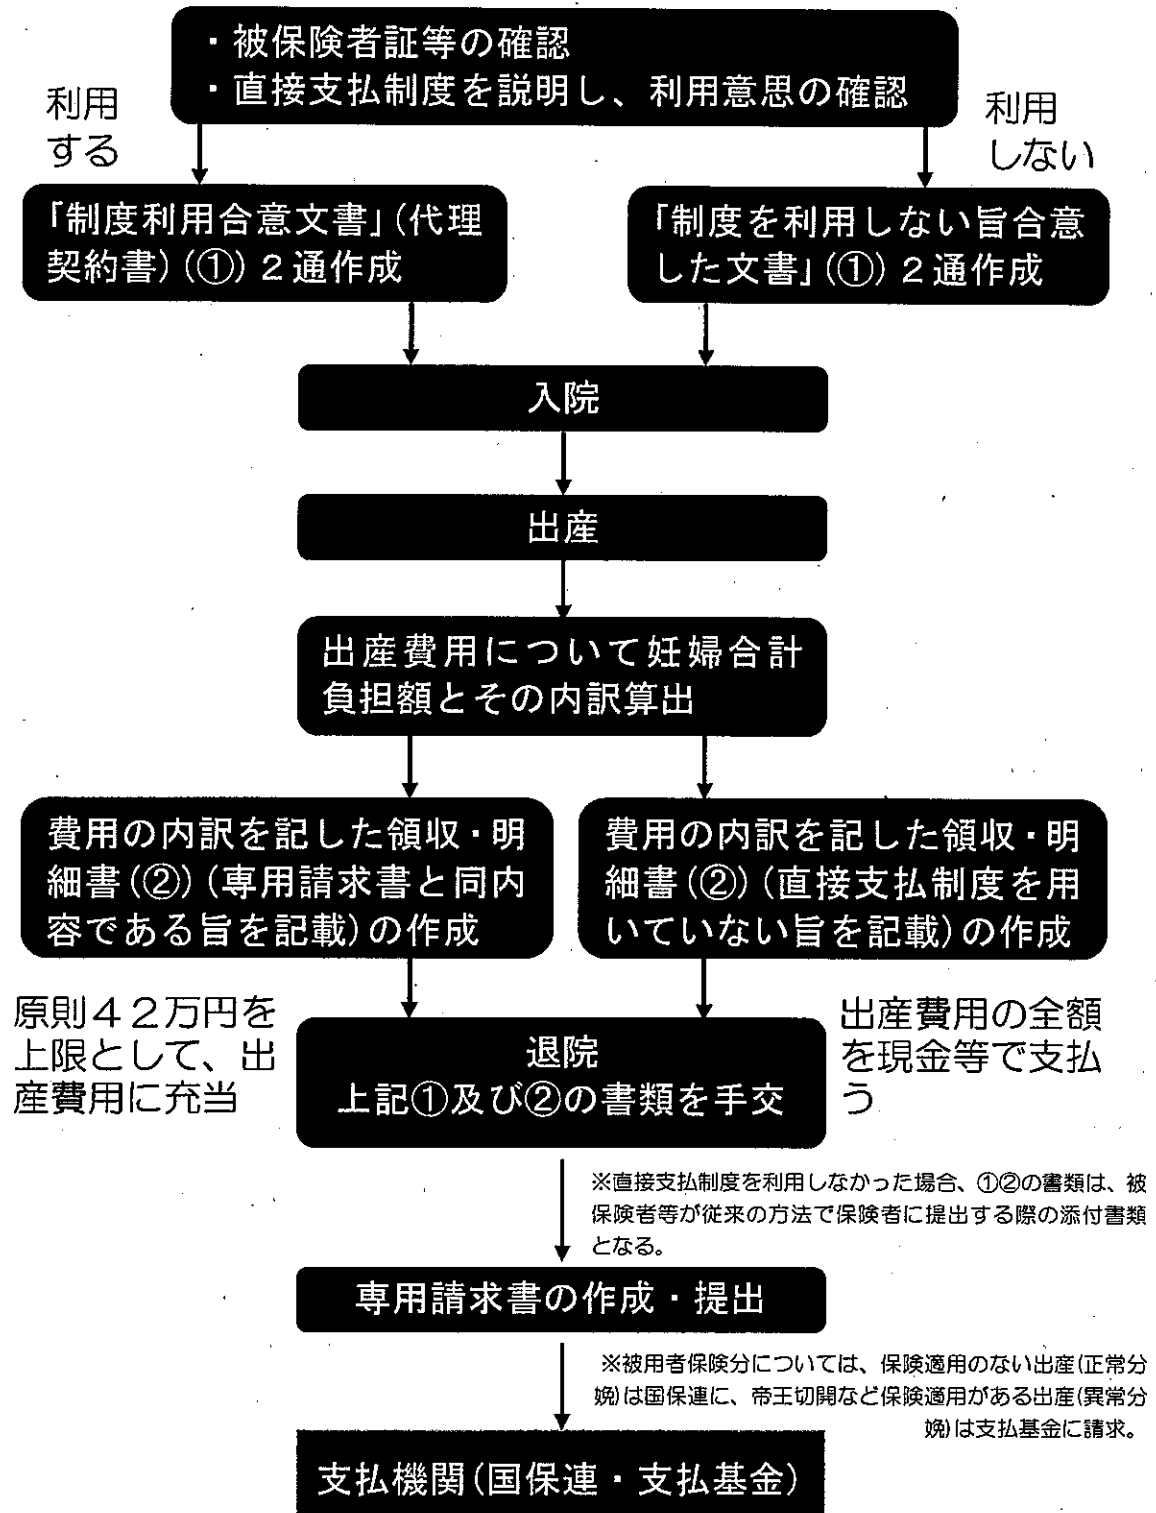 ・被保険者証等の確認
・直接支払制度を説明し、利用意思の確認
利用
する
利用
しない
「制度利用合意文書」(代理
契約書)(①)2通作成
「制度を利用しない旨合意
した文書」(①)2通作成
入院
出産
出産費用について妊婦合計
負担額とその内訳算出
費用の内訳を記した領収・明
細書(②)(専用請求書と同内
容である旨を記載)の作成
費用の内訳を記した領収・明
細書(②)(直接支払制度を用
いていない旨を記載)の作成
原則42万円を
上限として、出
産費用に充当
退院
上記①及び②の書類を手交
出産費用の全額
を現金等で支払
う
※直接支払制度を利用しなかった場合、①②の書類は、被
保険者等が従来の方法で保険者に提出する際の添付書類
となる。
専用請求書の作成・提出
※被用者保険分については、保険適用のない出産(正常分
娩)は国保連に、帝王切開など保険適用がある出産(異常分
娩)は支払基金に請求。
支払機関(国保連・支払基金)